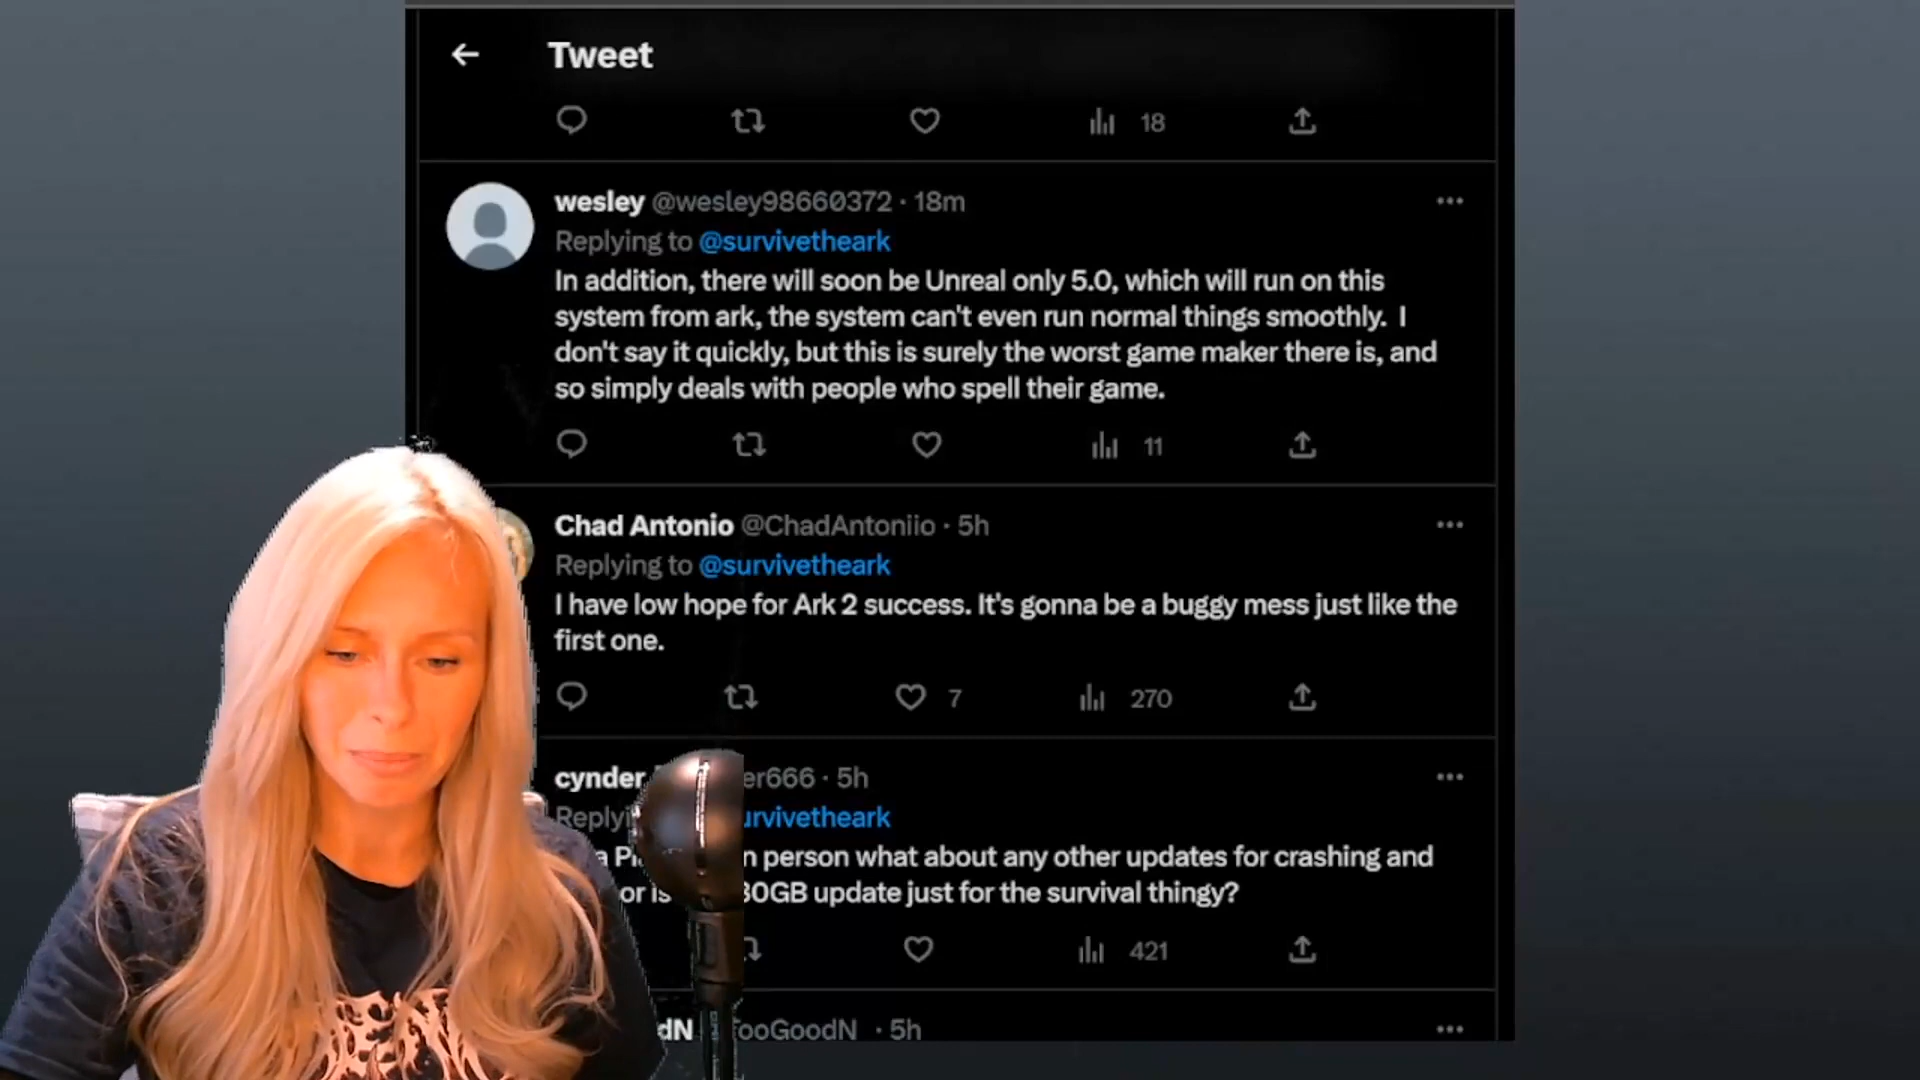 Tweet
18
wesley @wesley98660372 · 18m
Replying to @survivetheark
In addition, there will soon be Unreal only 5.0, which will run on this
system from ark, the system can't even run normal things smoothly. I
don't say it quickly, but this is surely the worst game maker there is, and
so simply deals with people who spell their game.
11
Chad Antonio @ChadAntoniio · 5h
Replying to @survivetheark
I have low hope for Ark 2 success. It's gonna be a buggy mess just like the
first one.
7 270
cynder er666 · 5h
urvivetheark
person what about any other updates for crashing and
or is 30GB update just for the survival thingy?
421
dN ooGoodN · 5h